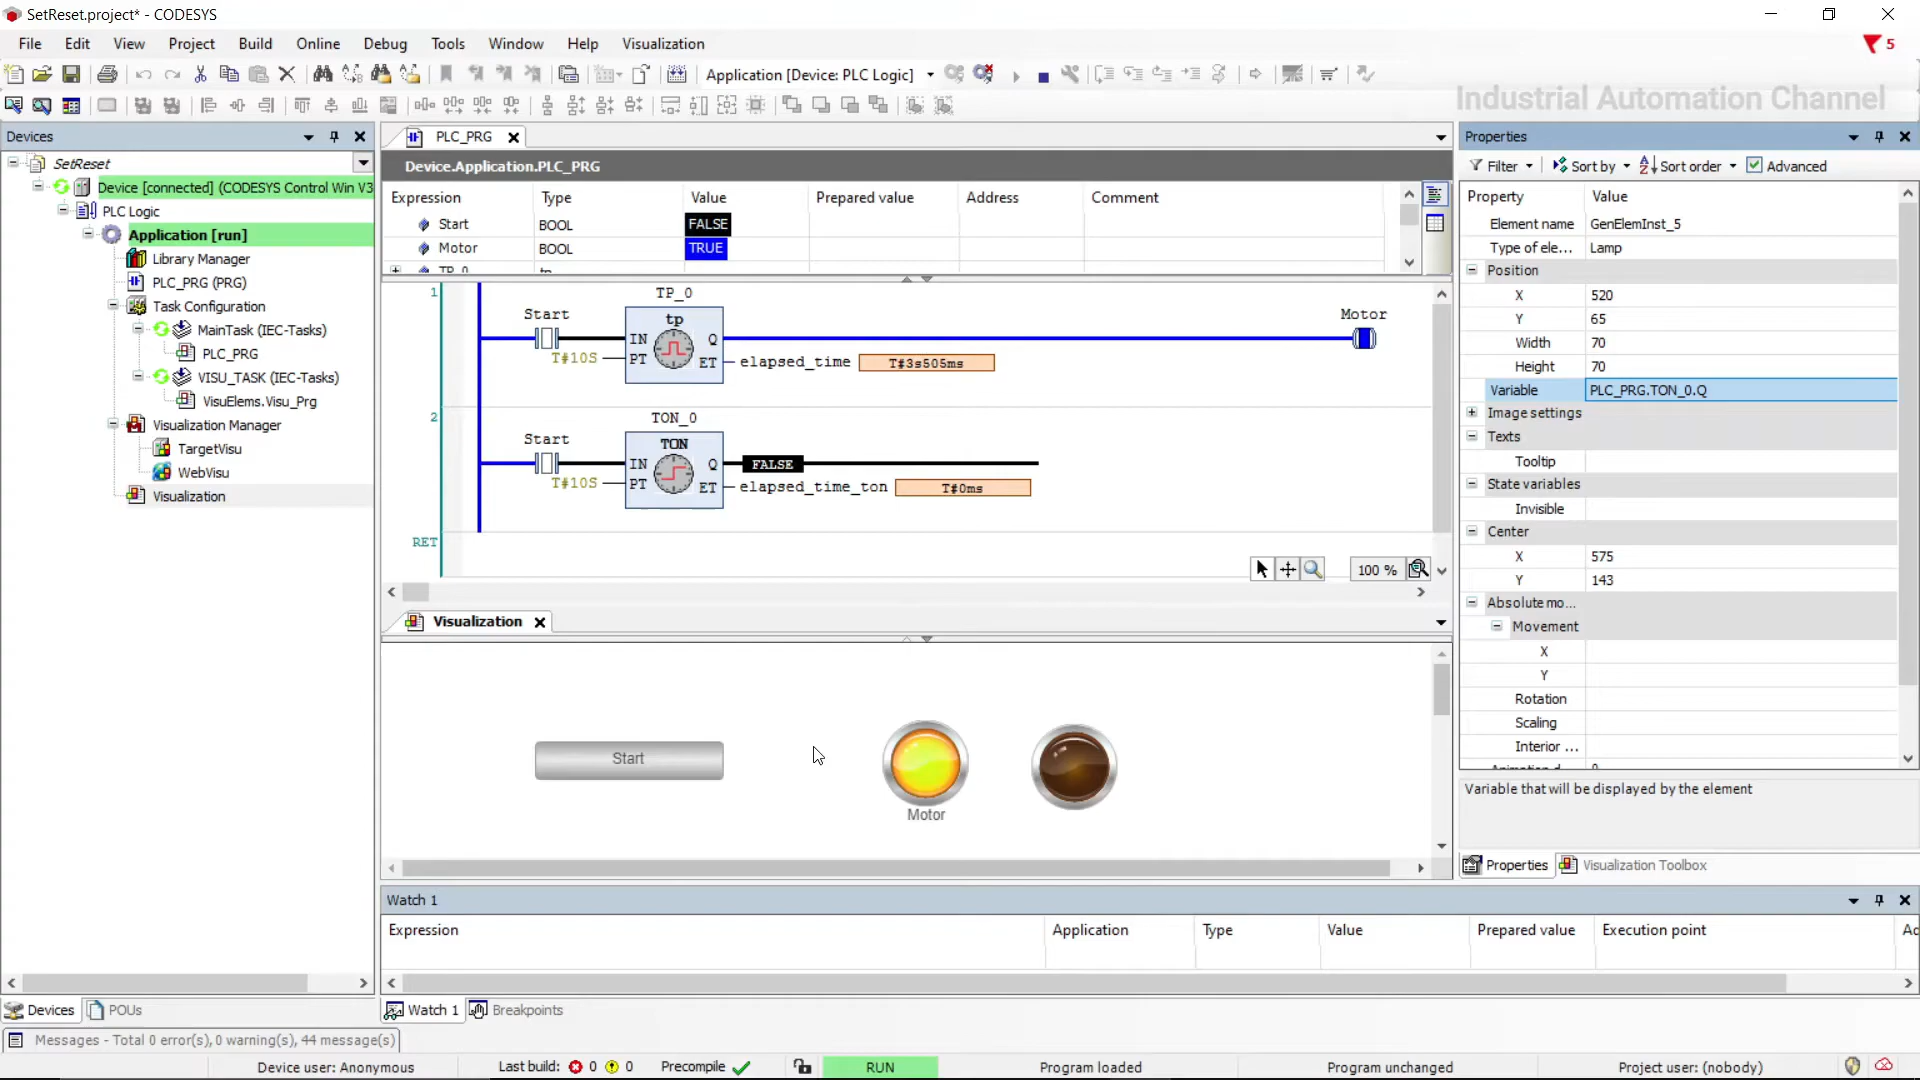 SetReset.project* - CODESYS
File Edit View Project Build Online Debug Tools Window Help Visualization
5
Application [Device: PLC Logic]
Industrial Automation Channel
Devices
SetReset
Device [connected] (CODESYS Control Win V3
PLC Logic
Application [run]
Library Manager
PLC_PRG (PRG)
Task Configuration
MainTask (IEC-Tasks)
PLC_PRG
VISU_TASK (IEC-Tasks)
VisuElems.Visu_Prg
Visualization Manager
TargetVisu
WebVisu
Visualization
Devices POUs
PLC_PRG
Device.Application.PLC_PRG
Expression Type Value Prepared value Address Comment
Start BOOL FALSE
Motor BOOL TRUE
TP_0 tp
1
TP_0
Start tp Motor
IN Q
T#10S PT ET elapsed_time T#3s505ms
2
TON_0
Start TON
IN Q FALSE
T#10S PT ET elapsed_time_ton T#0ms
RET
100 %
Visualization
Start
Motor
Watch 1
Expression Application Type Value Prepared value Execution point Ad
Watch 1 Breakpoints
Properties
Filter Sort by Sort order Advanced
Property Value
Element name GenElemInst_5
Type of ele... Lamp
Position
X 520
Y 65
Width 70
Height 70
Variable PLC_PRG.TON_0.Q
Image settings
Texts
Tooltip
State variables
Invisible
Center
X 575
Y 143
Absolute mo...
Movement
X
Y
Rotation
Scaling
Interior ...
Variable that will be displayed by the element
Properties Visualization Toolbox
Messages - Total 0 error(s), 0 warning(s), 44 message(s)
Device user: Anonymous Last build: 0 0 Precompile RUN Program loaded Program unchanged Project user: (nobody)